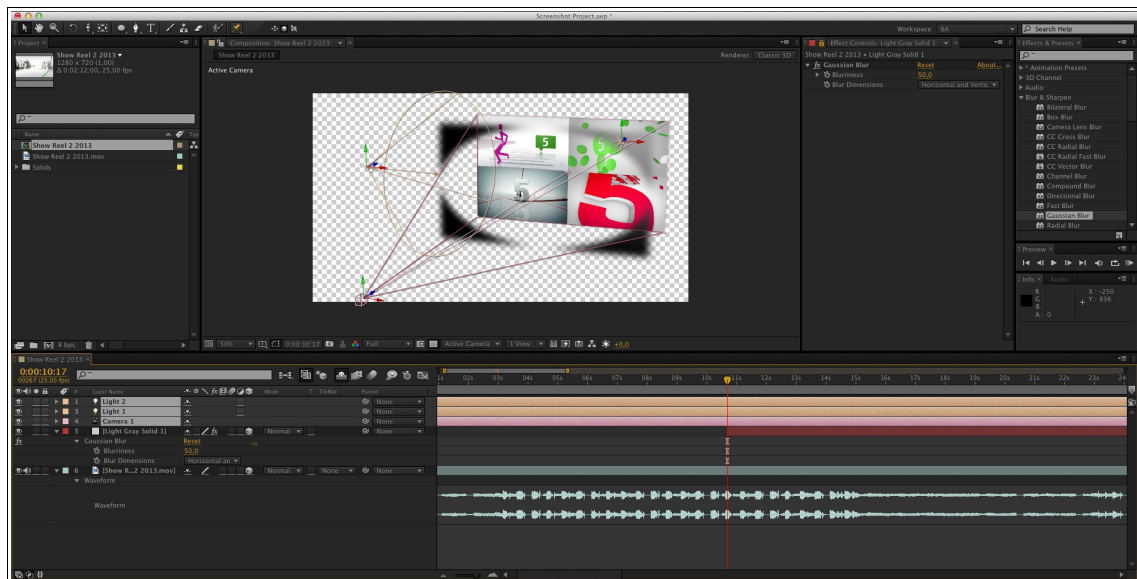 Screenshot Project.aep *
Workspace: BA
Search Help
Project
Show Reel 2 2013
1280 x 720 (1,00)
Δ 0:02:12:00, 25,00 fps
Name
Typ
Show Reel 2 2013
Show Reel 2 2013.mov
Solids
8 bpc
Composition: Show Reel 2 2013
Show Reel 2 2013
Renderer: Classic 3D
Active Camera
5
5
5
5
50%
0:00:10:17
Full
Active Camera
1 View
+0,0
Effect Controls: Light Gray Solid 1
Show Reel 2 2013 • Light Gray Solid 1
fx Gaussian Blur
Reset
About...
Blurriness
50,0
Blur Dimensions
Horizontal and Vertic
Effects & Presets
* Animation Presets
3D Channel
Audio
Blur & Sharpen
Bilateral Blur
Box Blur
Camera Lens Blur
CC Cross Blur
CC Radial Blur
CC Radial Fast Blur
CC Vector Blur
Channel Blur
Compound Blur
Directional Blur
Fast Blur
Gaussian Blur
Radial Blur
Preview
Info
Audio
R :
G :
B :
A : 0
X : -250
Y : 836
Show Reel 2 2013
0:00:10:17
00267 (25.00 fps)
# Layer Name Mode T TrkMat Parent
1 Light 2 None
3 Light 1 None
4 Camera 1 None
5 [Light Gray Solid 1] Normal None
fx Gaussian Blur Reset ...
Blurriness 50,0
Blur Dimensions Horizontal an
6 [Show R...2 2013.mov] Normal None None
Waveform
Waveform
1s 02s 03s 04s 05s 06s 07s 08s 09s 10s 11s 12s 13s 14s 15s 16s 17s 18s 19s 20s 21s 22s 23s 24